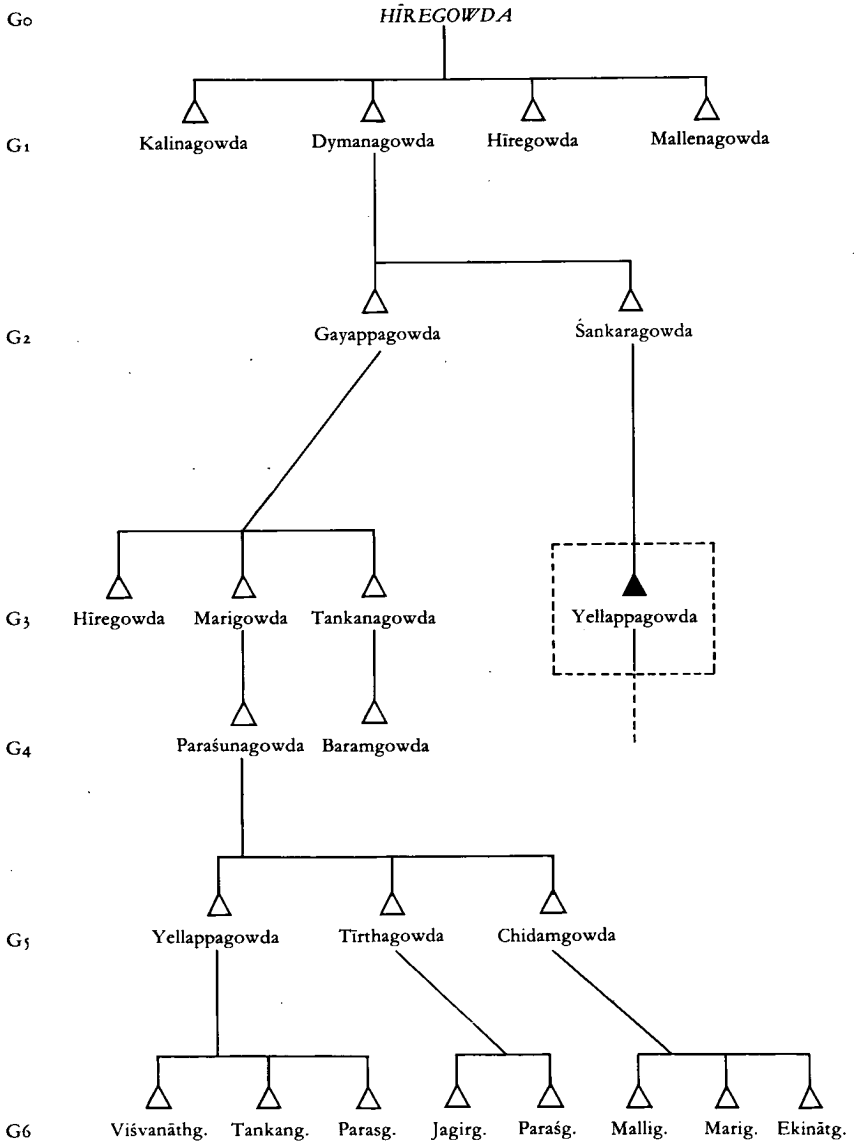 G0 HĪREGOWDA
G1 Kalinagowda Dymanagowda Hīregowda Mallenagowda
G2 Gayappagowda Śankaragowda
G3 Hīregowda Marigowda Tankanagowda Yellappagowda
G4 Paraśunagowda Baramgowda
G5 Yellappagowda Tīrthagowda Chidamgowda
G6 Viśvanāthg. Tankang. Parasg. Jagirg. Paraśg. Mallig. Marig. Ekinātg.